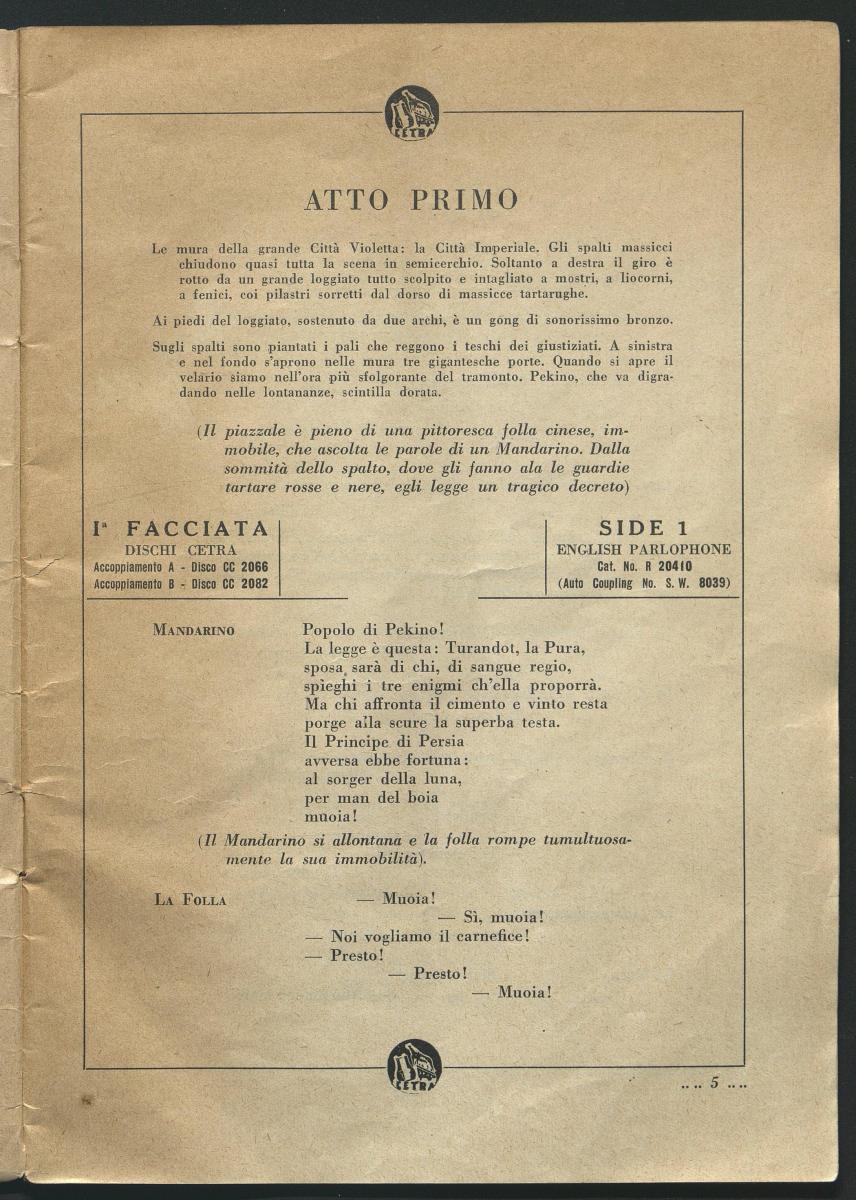 CETRA
ATTO PRIMO
Le mura della grande Città Violetta: la Città Imperiale. Gli spalti massicci
chiudono quasi tutta la scena in semicerchio. Soltanto a destra il giro è
rotto da un grande loggiato tutto scolpito e intagliato a mostri, a liocorni,
a fenici, coi pilastri sorretti dal dorso di massicce tartarughe.
Ai piedi del loggiato, sostenuto da due archi, è un gong di sonorissimo bronzo.
Sugli spalti sono piantati i pali che reggono i teschi dei giustiziati. A sinistra
e nel fondo s'aprono nelle mura tre gigantesche porte. Quando si apre il
velario siamo nell'ora più sfolgorante del tramonto. Pekino, che va digra-
dando nelle lontananze, scintilla dorata.
(Il piazzale è pieno di una pittoresca folla cinese, im-
mobile, che ascolta le parole di un Mandarino. Dalla
sommità dello spalto, dove gli fanno ala le guardie
tartare rosse e nere, egli legge un tragico decreto)
Iª FACCIATA
DISCHI CETRA
Accoppiamento A - Disco CC 2066
Accoppiamento B - Disco CC 2082
SIDE 1
ENGLISH PARLOPHONE
Cat. No. R 20410
(Auto Coupling No. S. W. 8039)
MANDARINO Popolo di Pekino!
La legge è questa: Turandot, la Pura,
sposa sarà di chi, di sangue regio,
spieghi i tre enigmi ch'ella proporrà.
Ma chi affronta il cimento e vinto resta
porge alla scure la superba testa.
Il Principe di Persia
avversa ebbe fortuna:
al sorger della luna,
per man del boia
muoia!
(Il Mandarino si allontana e la folla rompe tumultuosa-
mente la sua immobilità).
LA FOLLA — Muoia!
— Sì, muoia!
— Noi vogliamo il carnefice!
— Presto!
— Presto!
— Muoia!
CETRA
.. .. 5 .. ..